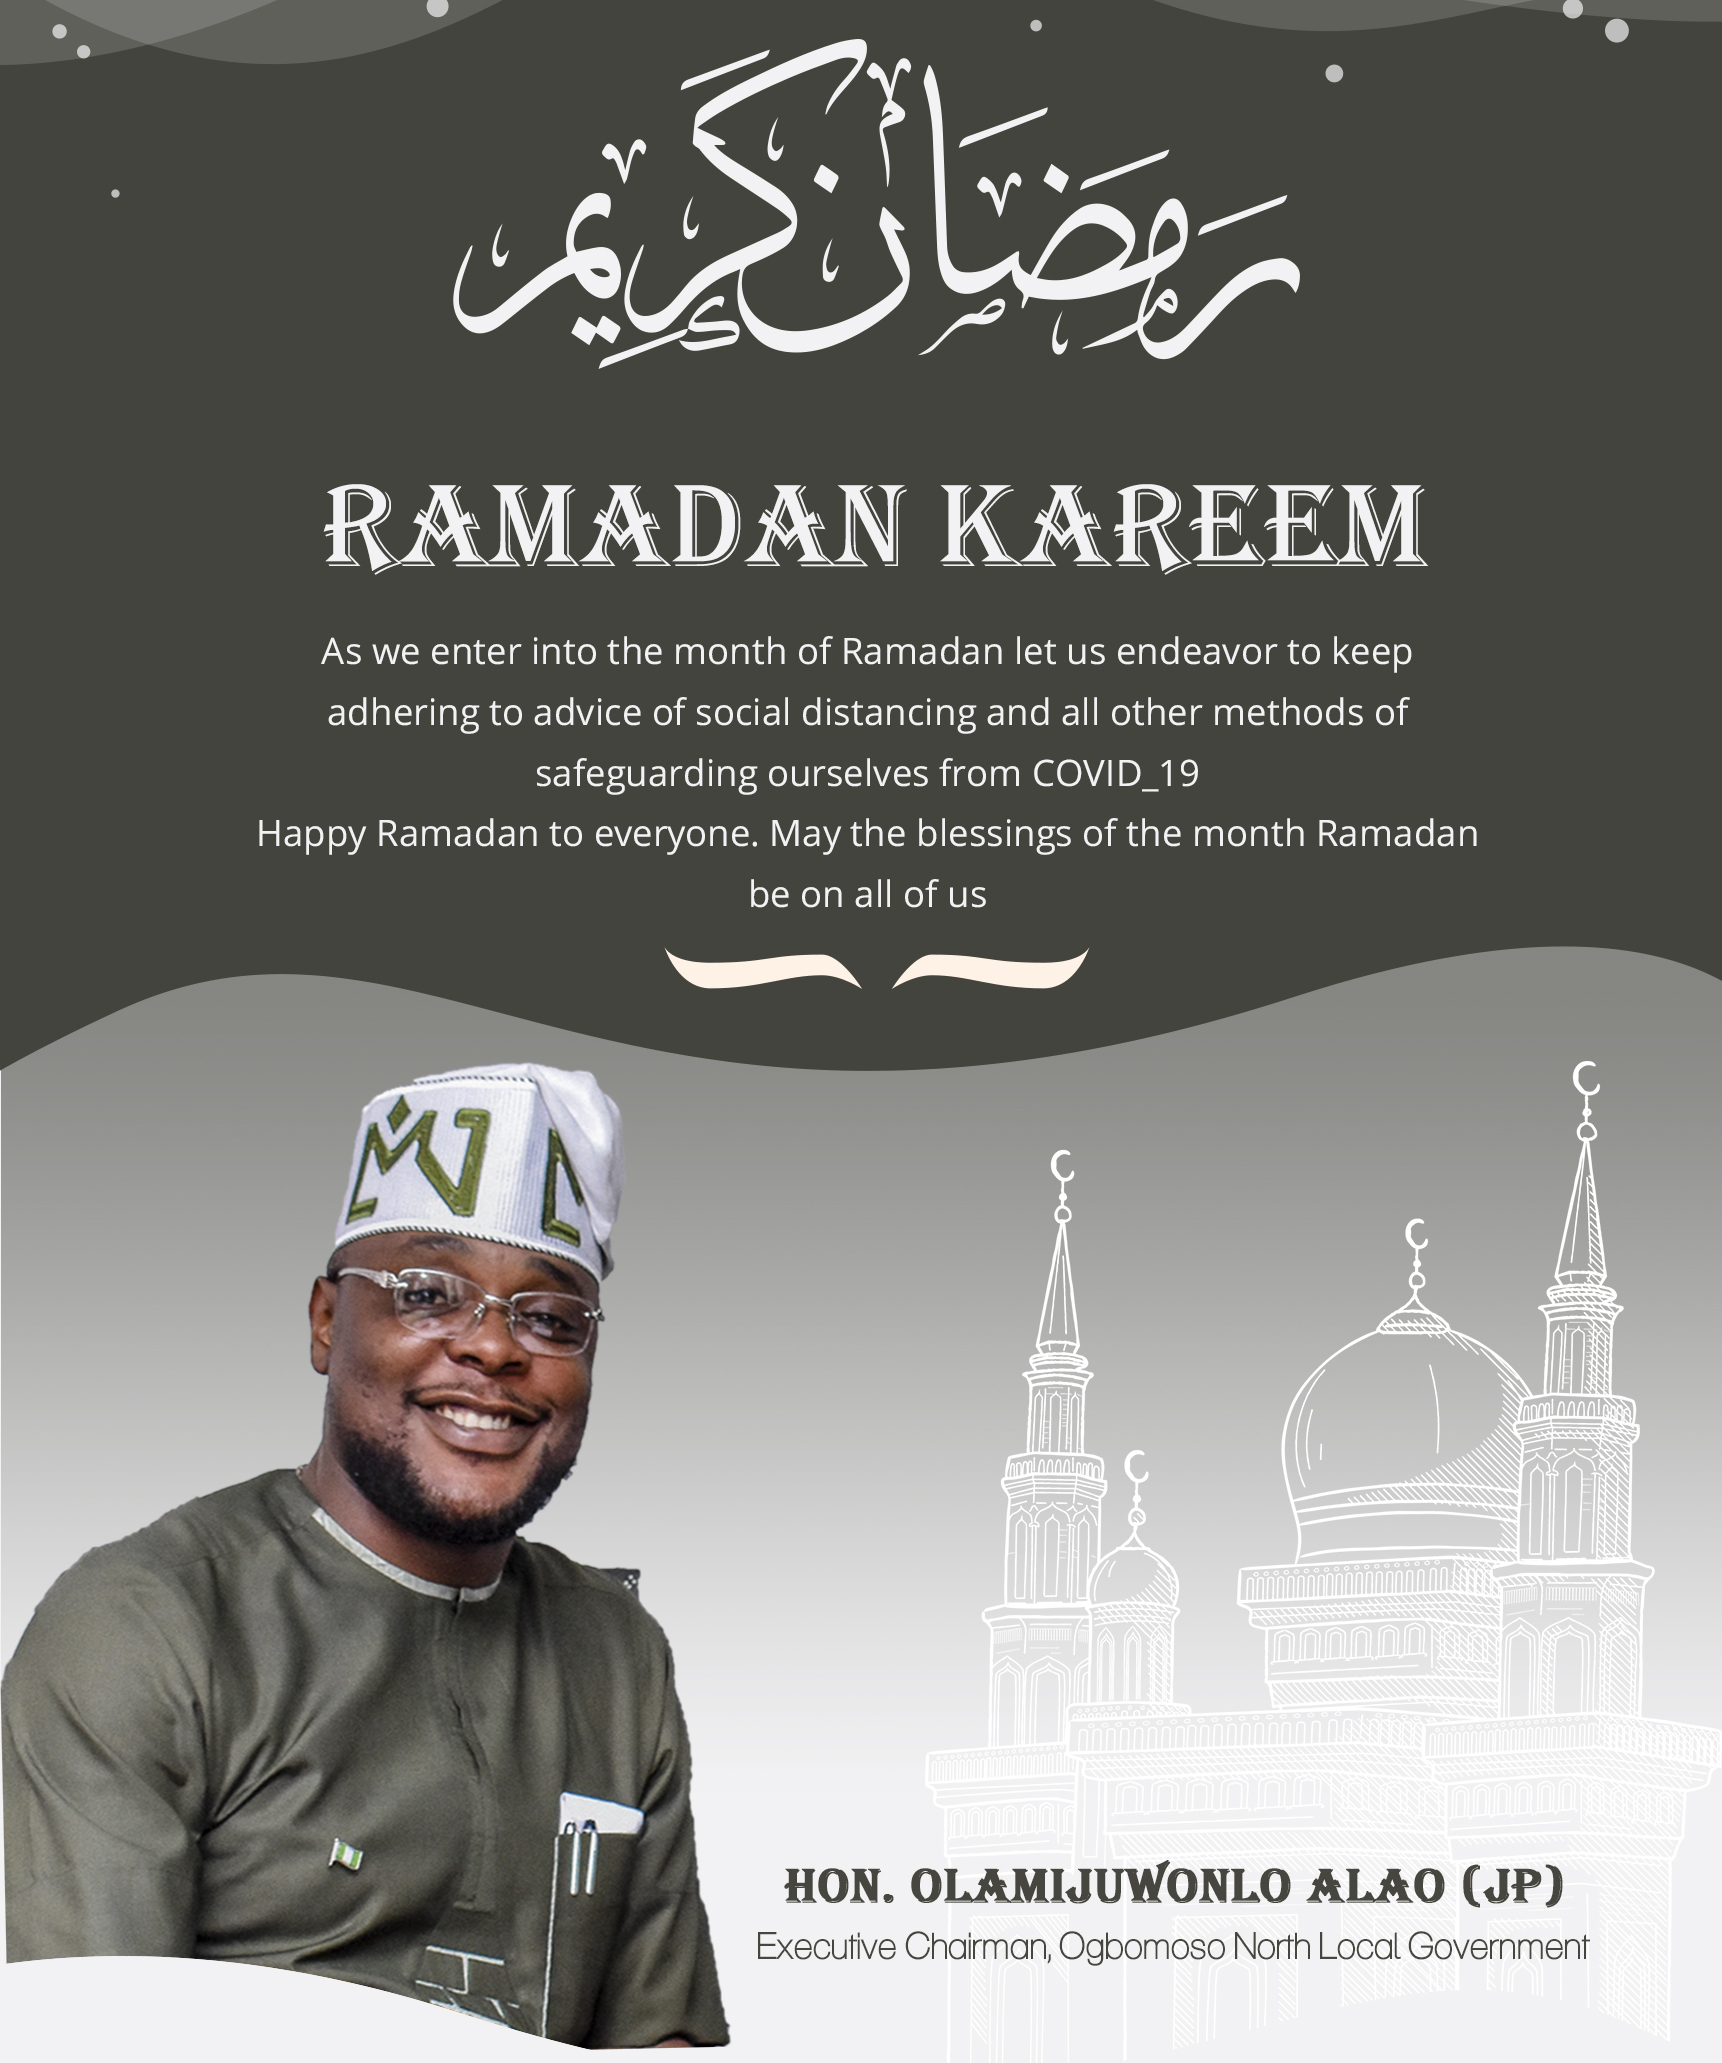 رمضان كريم
RAMADAN KAREEM
As we enter into the month of Ramadan let us endeavor to keep
adhering to advice of social distancing and all other methods of
safeguarding ourselves from COVID_19
Happy Ramadan to everyone. May the blessings of the month Ramadan
be on all of us
HON. OLAMIJUWONLO ALAO (JP)
Executive Chairman, Ogbomoso North Local Government